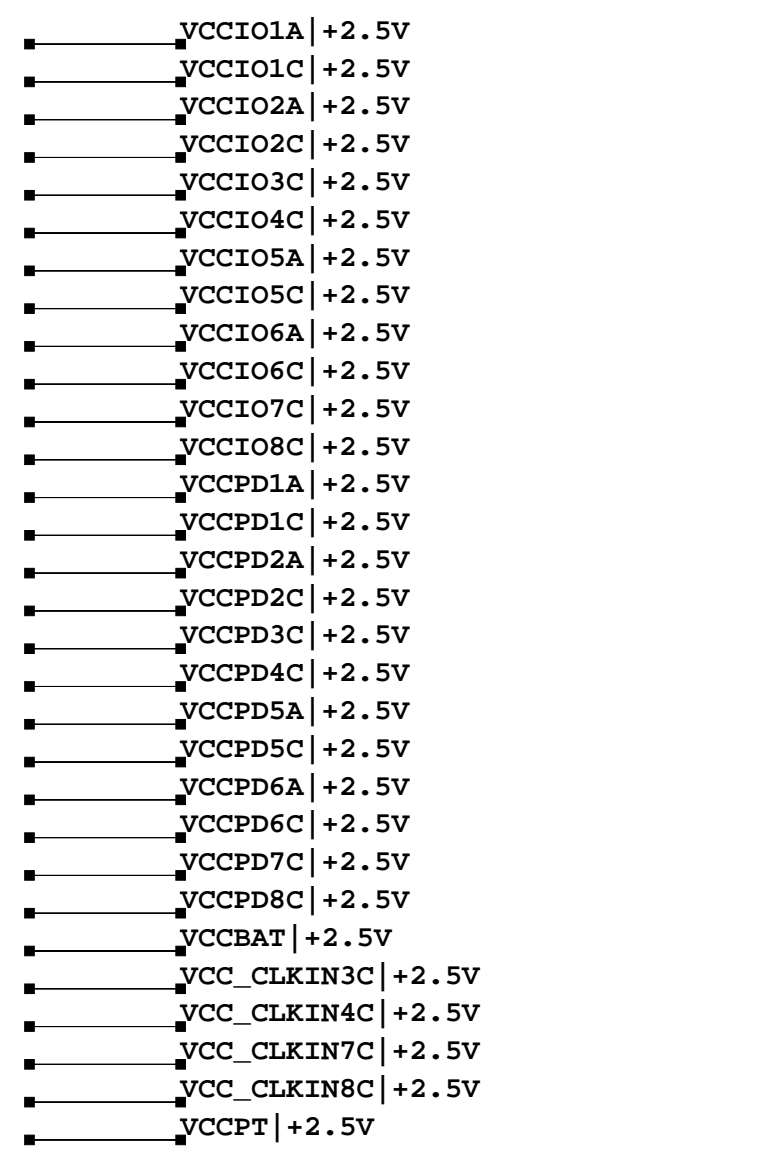 VCCIO1A|+2.5V
VCCIO1C|+2.5V
VCCIO2A|+2.5V
VCCIO2C|+2.5V
VCCIO3C|+2.5V
VCCIO4C|+2.5V
VCCIO5A|+2.5V
VCCIO5C|+2.5V
VCCIO6A|+2.5V
VCCIO6C|+2.5V
VCCIO7C|+2.5V
VCCIO8C|+2.5V
VCCPD1A|+2.5V
VCCPD1C|+2.5V
VCCPD2A|+2.5V
VCCPD2C|+2.5V
VCCPD3C|+2.5V
VCCPD4C|+2.5V
VCCPD5A|+2.5V
VCCPD5C|+2.5V
VCCPD6A|+2.5V
VCCPD6C|+2.5V
VCCPD7C|+2.5V
VCCPD8C|+2.5V
VCCBAT|+2.5V
VCC_CLKIN3C|+2.5V
VCC_CLKIN4C|+2.5V
VCC_CLKIN7C|+2.5V
VCC_CLKIN8C|+2.5V
VCCPT|+2.5V